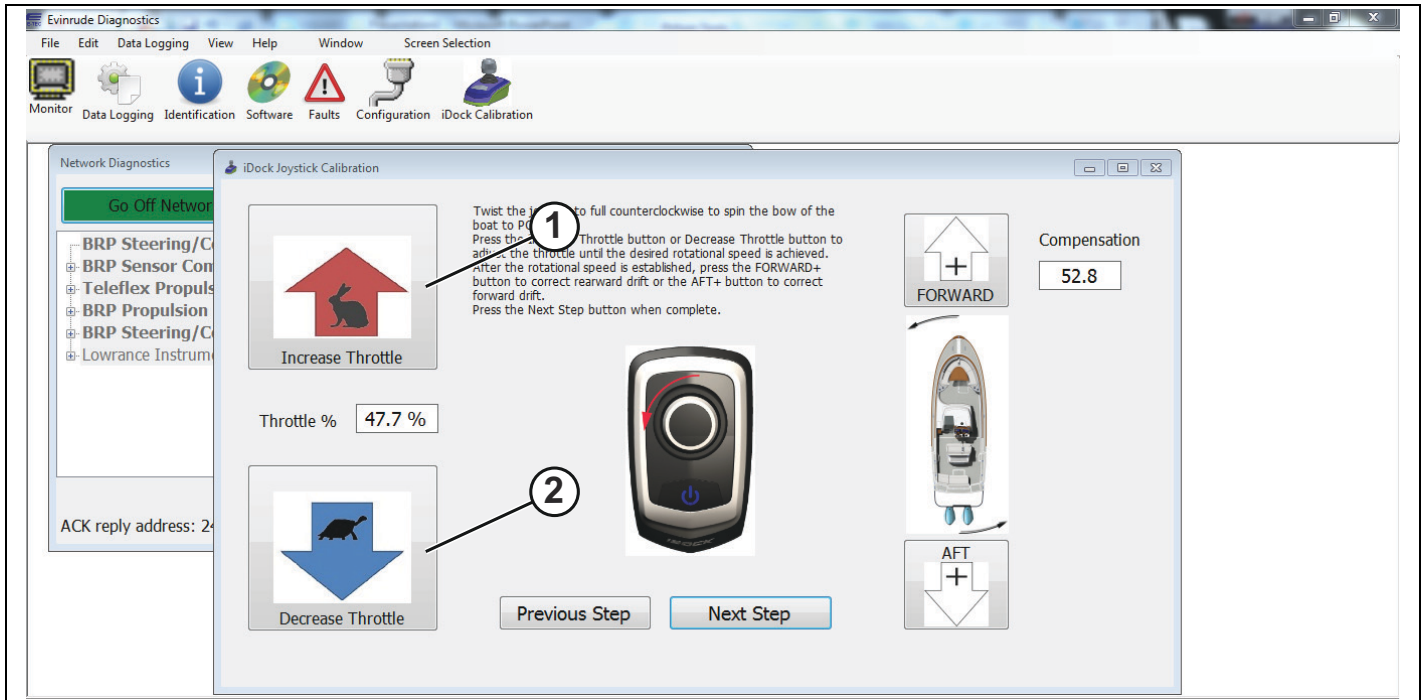 Evinrude Diagnostics
File Edit Data Logging View Help Window Screen Selection
Monitor Data Logging Identification Software Faults Configuration iDock Calibration
Network Diagnostics
Go Off Networ
BRP Steering/C
BRP Sensor Con
Teleflex Propuls
BRP Propulsion
BRP Steering/C
Lowrance Instrume
ACK reply address: 24
iDock Joystick Calibration
Increase Throttle
Throttle % 47.7 %
Decrease Throttle
Twist the to full counterclockwise to spin the bow of the
boat to
Press the Throttle button or Decrease Throttle button to
adjust the throttle until the desired rotational speed is achieved.
After the rotational speed is established, press the FORWARD+
button to correct rearward drift or the AFT+ button to correct
forward drift.
Press the Next Step button when complete.
1
2
Previous Step Next Step
+
FORWARD
Compensation
52.8
AFT
+